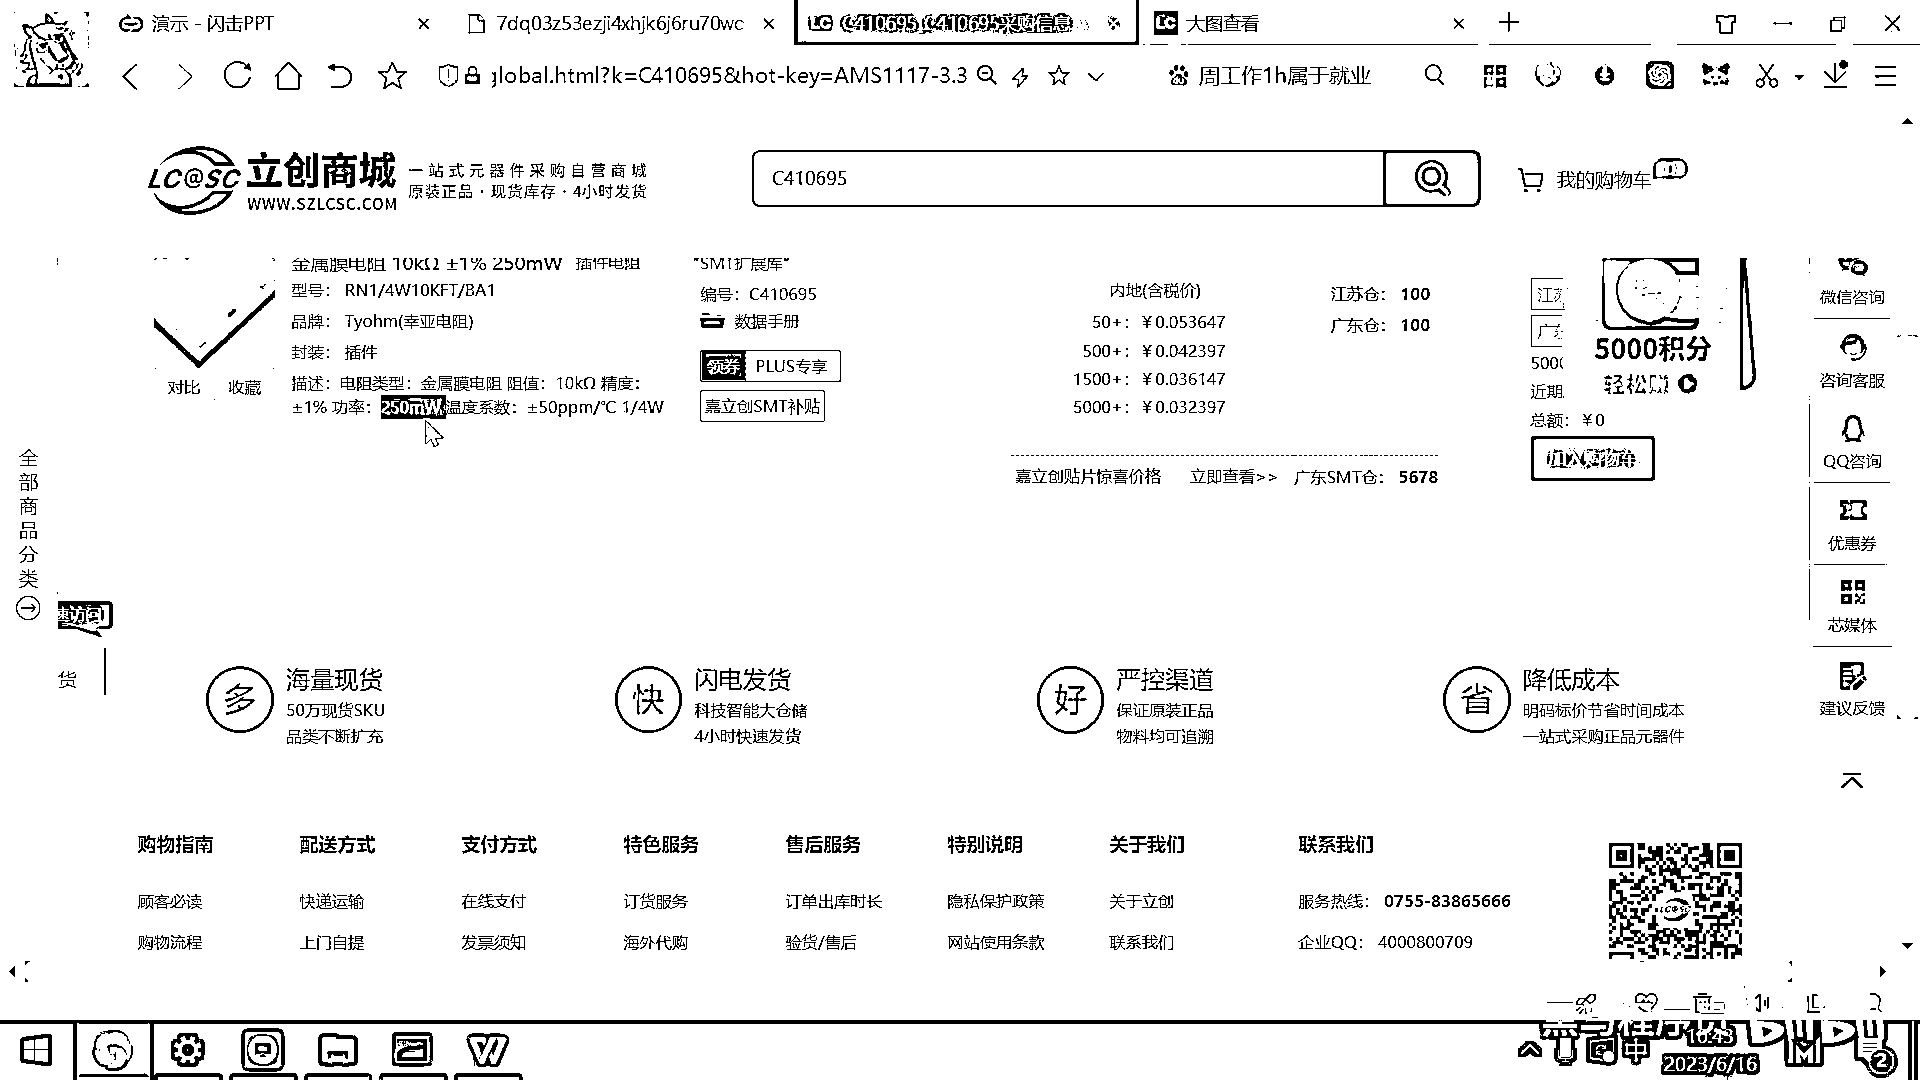 演示 - 闪击PPT
7dq03z53ezji4xhjk6j6ru70wc
C410695|C410695采购信息
大图查看
global.html?k=C410695&hot-key=AMS1117-3.3
周工作1h属于就业
LC@SC 立创商城
WWW.SZLCSC.COM
一站式元器件采购自营商城
原装正品·现货库存·4小时发货
C410695
我的购物车
金属膜电阻 10kΩ ±1% 250mW 插件电阻
型号: RN1/4W10KFT/BA1
品牌: Tyohm(幸亚电阻)
封装: 插件
描述: 电阻类型: 金属膜电阻 阻值: 10kΩ 精度:
±1% 功率: 250mW 温度系数: ±50ppm/℃ 1/4W
对比 收藏
"SMT扩展库"
编号: C410695
数据手册
领券 PLUS专享
嘉立创SMT补贴
内地(含税价)
50+: ￥0.053647
500+: ￥0.042397
1500+: ￥0.036147
5000+: ￥0.032397
江苏仓: 100
广东仓: 100
嘉立创贴片惊喜价格 立即查看>> 广东SMT仓: 5678
近期
总额: ￥0
加入购物车
5000积分
轻松赚
微信咨询
咨询客服
QQ咨询
优惠券
芯媒体
建议反馈
全部商品分类
速访问
货
多 海量现货
50万现货SKU
品类不断扩充
快 闪电发货
科技智能大仓储
4小时快速发货
好 严控渠道
保证原装正品
物料均可追溯
省 降低成本
明码标价节省时间成本
一站式采购正品元器件
购物指南 配送方式 支付方式 特色服务 售后服务 特别说明 关于我们 联系我们
顾客必读 快递运输 在线支付 订货服务 订单出库时长 隐私保护政策 关于立创 服务热线: 0755-83865666
购物流程 上门自提 发票须知 海外代购 验货/售后 网站使用条款 联系我们 企业QQ: 4000800709
中
16:43
2023/6/16
2